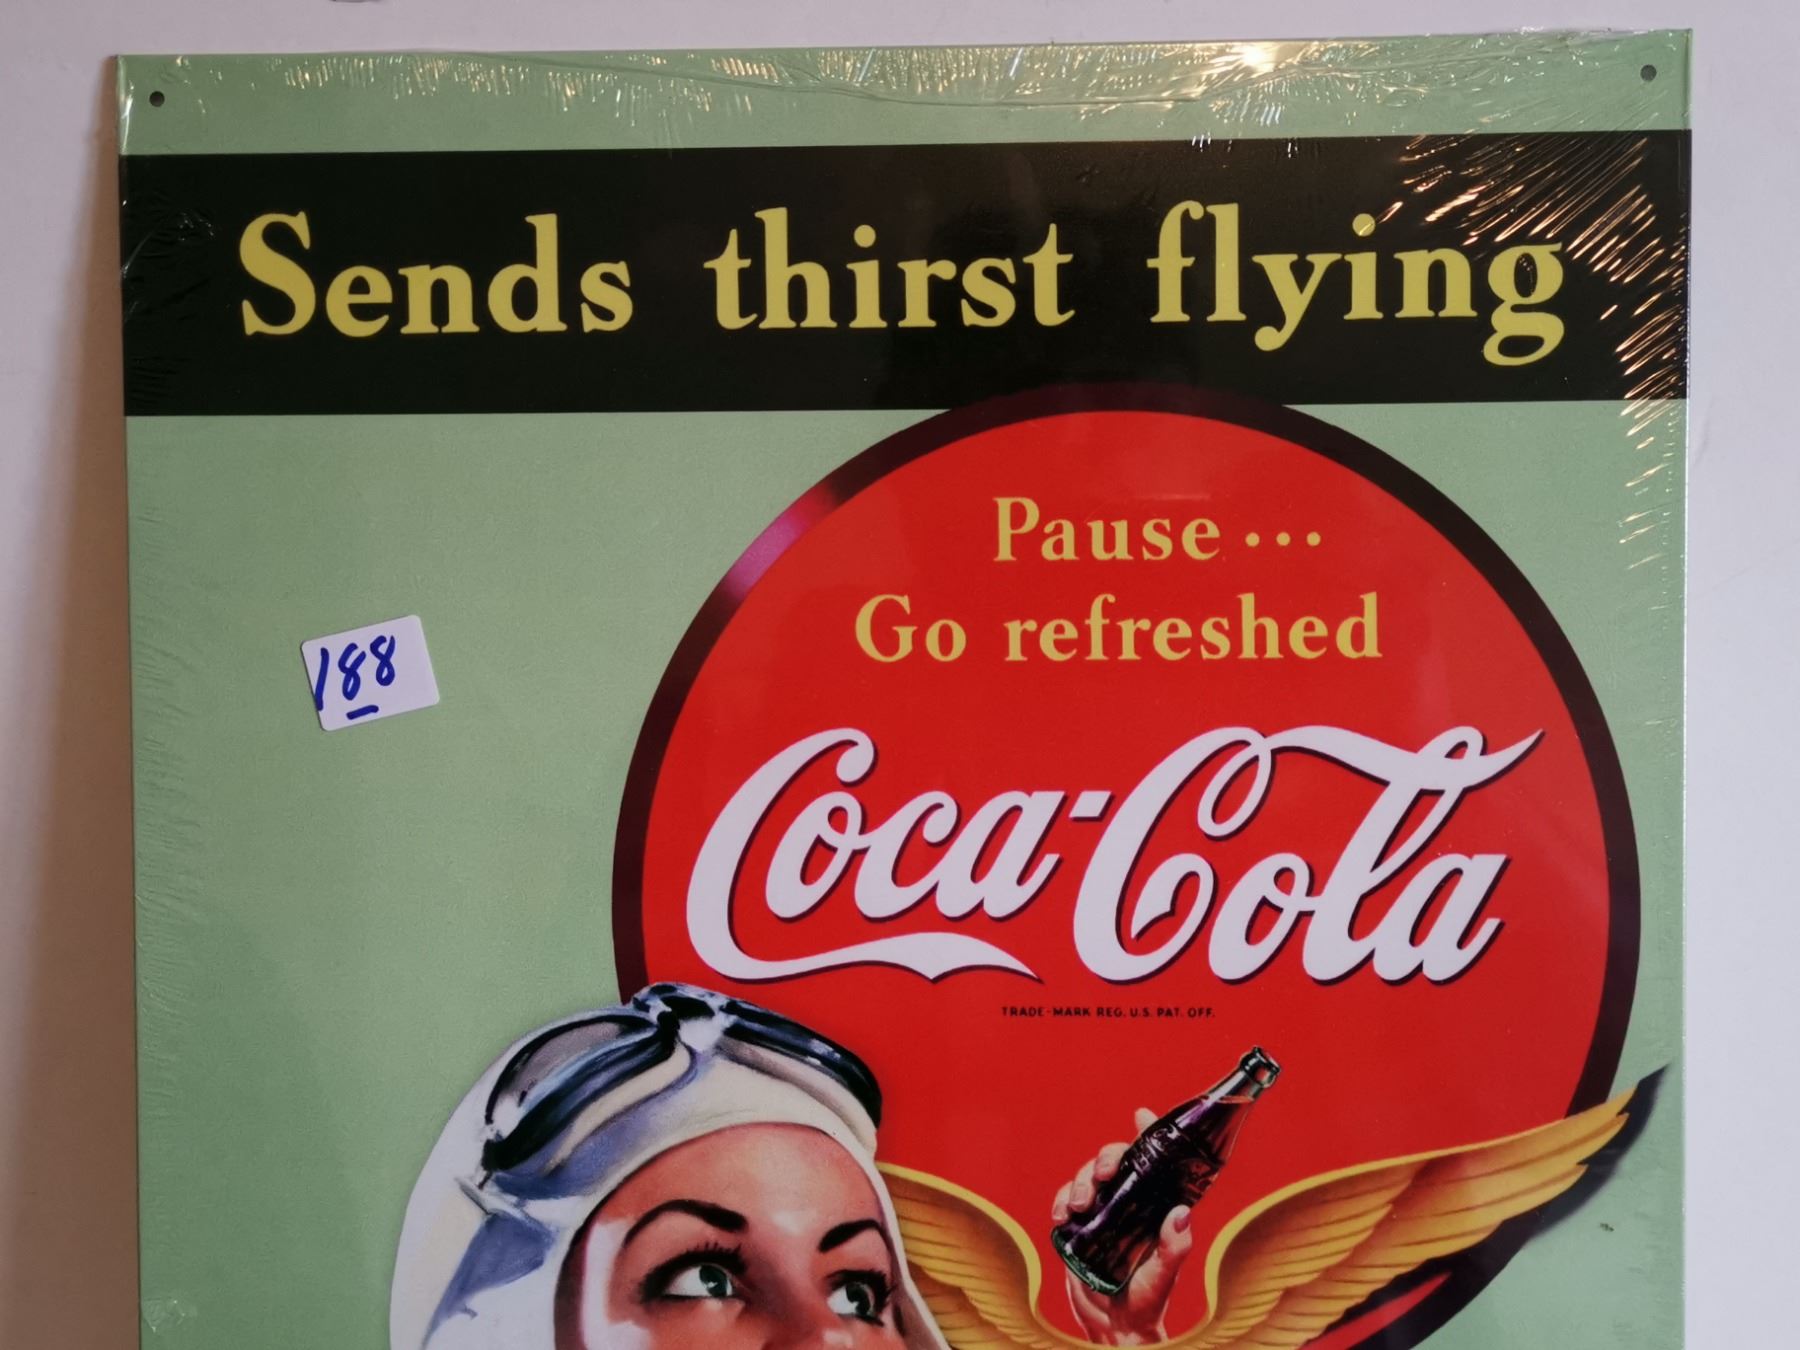 Sends thirst flying
Pause...
Go refreshed
188
Coca-Cola
TRADE-MARK REG. U.S. PAT. OFF.